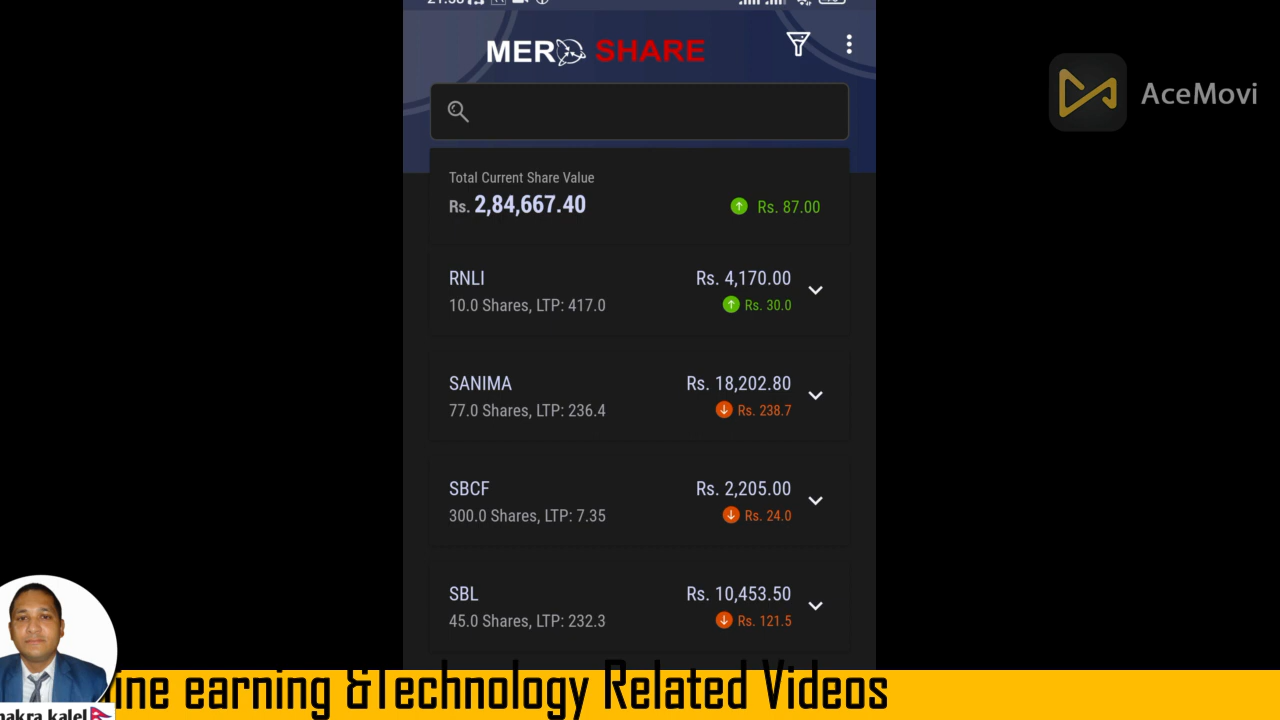 MERO SHARE
AceMovi
Total Current Share Value
Rs. 2,84,667.40
Rs. 87.00
RNLI
Rs. 4,170.00
10.0 Shares, LTP: 417.0
Rs. 30.0
SANIMA
Rs. 18,202.80
77.0 Shares, LTP: 236.4
Rs. 238.7
SBCF
Rs. 2,205.00
300.0 Shares, LTP: 7.35
Rs. 24.0
SBL
Rs. 10,453.50
45.0 Shares, LTP: 232.3
Rs. 121.5
ine earning &Technology Related Videos
hakra kalel